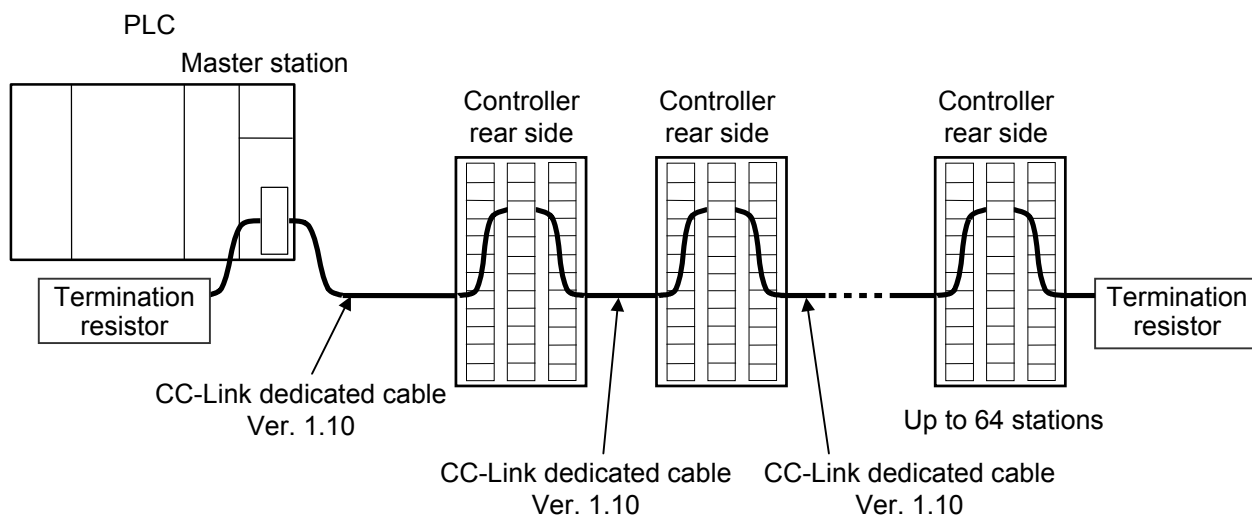 PLC
Master station
Controller
rear side
Controller
rear side
Controller
rear side
Termination
resistor
Termination
resistor
CC-Link dedicated cable
Ver. 1.10
Up to 64 stations
CC-Link dedicated cable
Ver. 1.10
CC-Link dedicated cable
Ver. 1.10